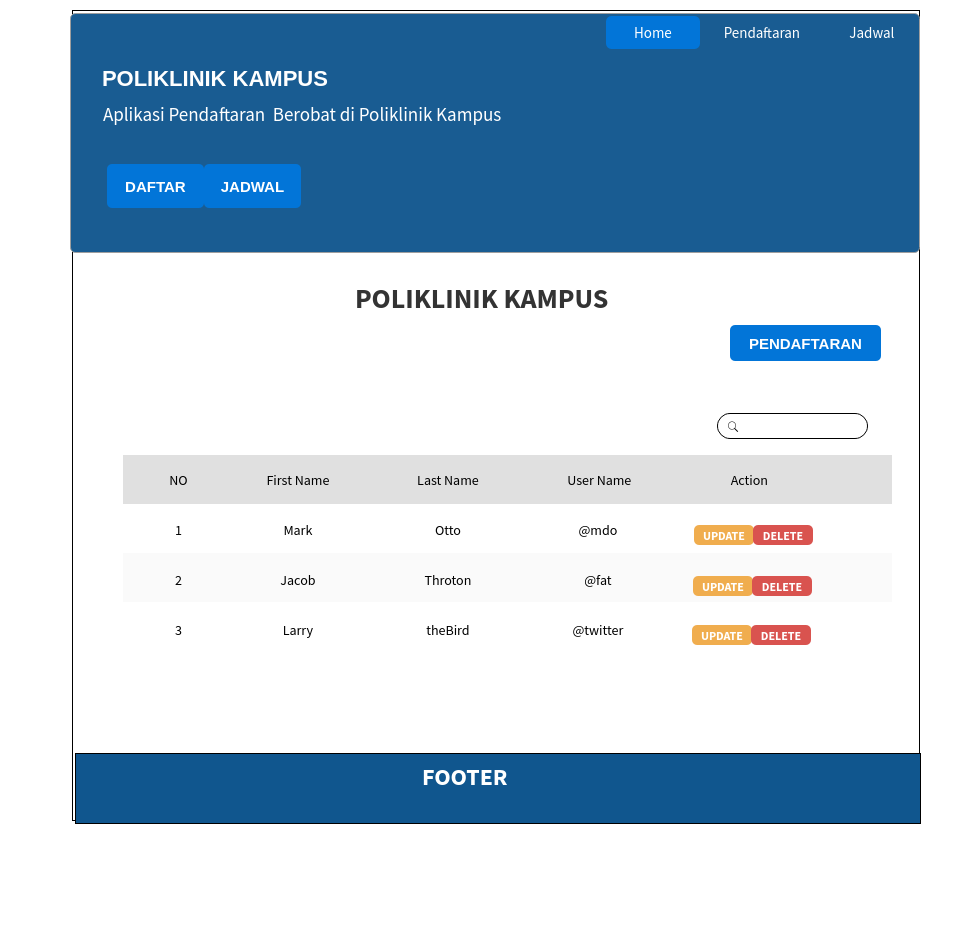 Home Pendaftaran Jadwal
POLIKLINIK KAMPUS
Aplikasi Pendaftaran  Berobat di Poliklinik Kampus
DAFTAR JADWAL
POLIKLINIK KAMPUS
PENDAFTARAN
NO First Name Last Name User Name Action
1 Mark Otto @mdo UPDATE DELETE
2 Jacob Throton @fat UPDATE DELETE
3 Larry theBird @twitter UPDATE DELETE
FOOTER